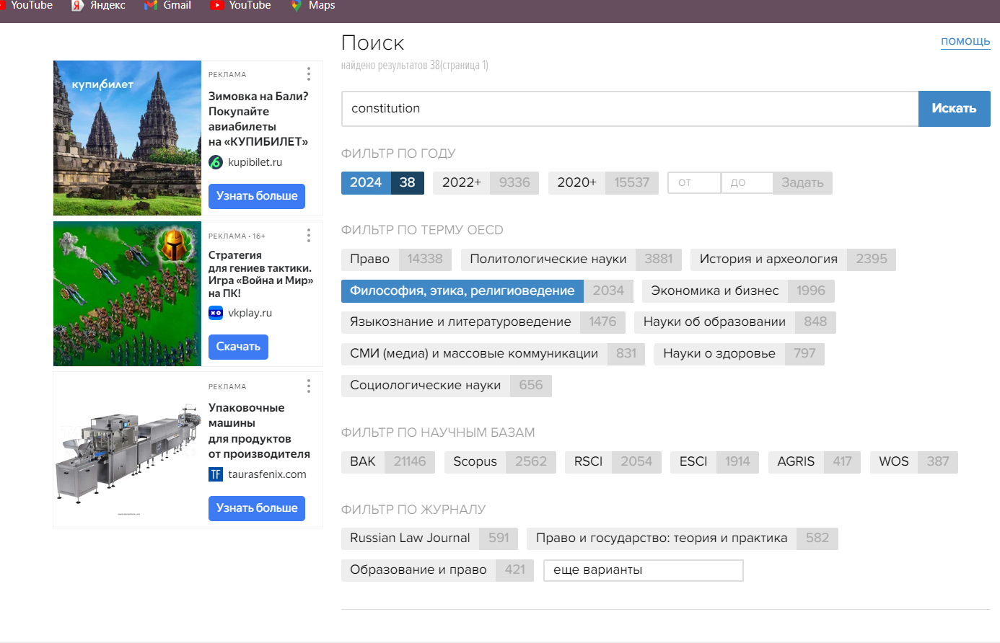 YouTube Яндекс Gmail YouTube Maps
РЕКЛАМА
купибилет
Зимовка на Бали?
Покупайте
авиабилеты
на «КУПИБИЛЕТ»
kupibilet.ru
Узнать больше
РЕКЛАМА • 16+
Стратегия
для гениев тактики.
Игра «Война и Мир»
на ПК!
vkplay.ru
Скачать
РЕКЛАМА
Упаковочные
машины
для продуктов
от производителя
TF taurasfenix.com
Узнать больше
Поиск
ПОМОЩЬ
найдено результатов 38(страница 1)
constitution
Искать
ФИЛЬТР ПО ГОДУ
2024 38 2022+ 9336 2020+ 15537 от до Задать
ФИЛЬТР ПО ТЕРМУ OECD
Право 14338 Политологические науки 3881 История и археология 2395
Философия, этика, религиоведение 2034 Экономика и бизнес 1996
Языкознание и литературоведение 1476 Науки об образовании 848
СМИ (медиа) и массовые коммуникации 831 Науки о здоровье 797
Социологические науки 656
ФИЛЬТР ПО НАУЧНЫМ БАЗАМ
ВАК 21146 Scopus 2562 RSCI 2054 ESCI 1914 AGRIS 417 WOS 387
ФИЛЬТР ПО ЖУРНАЛУ
Russian Law Journal 591 Право и государство: теория и практика 582
Образование и право 421 еще варианты